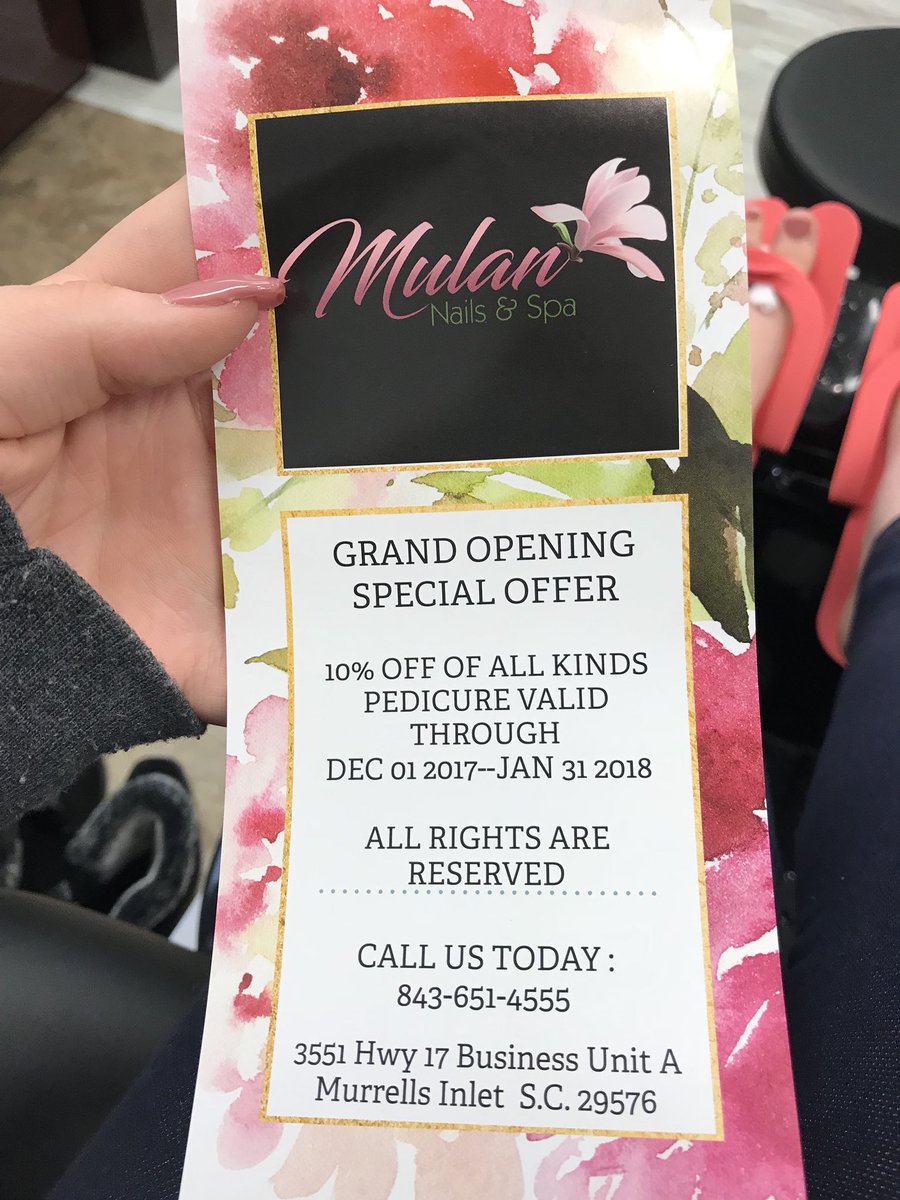 Mulan
Nails & Spa
GRAND OPENING
SPECIAL OFFER
10% OFF OF ALL KINDS
PEDICURE VALID
THROUGH
DEC 01 2017--JAN 31 2018
ALL RIGHTS ARE
RESERVED
CALL US TODAY :
843-651-4555
3551 Hwy 17 Business Unit A
Murrells Inlet S.C. 29576